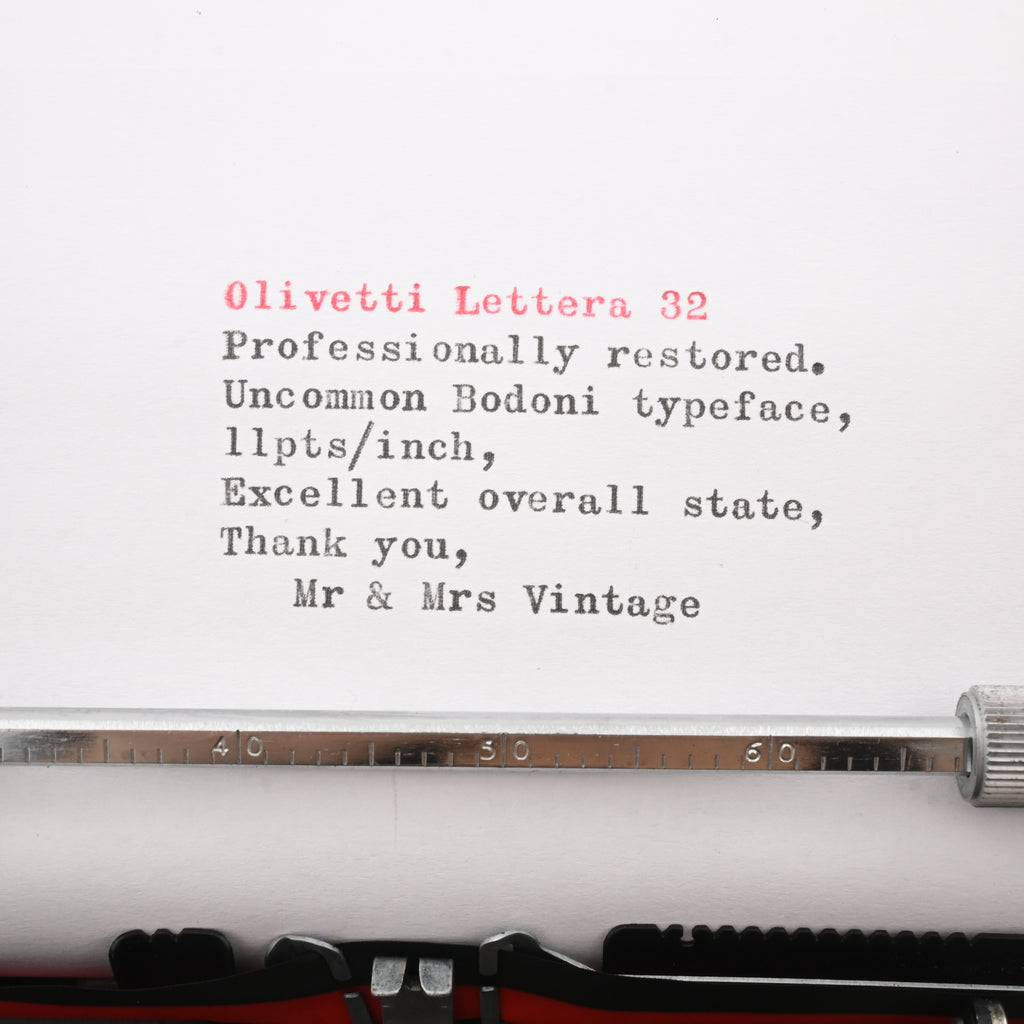 Olivetti Lettera 32
Professionally restored.
Uncommon Bodoni typeface,
11pts/inch,
Excellent overall state,
Thank you,
Mr & Mrs Vintage
40 50 60